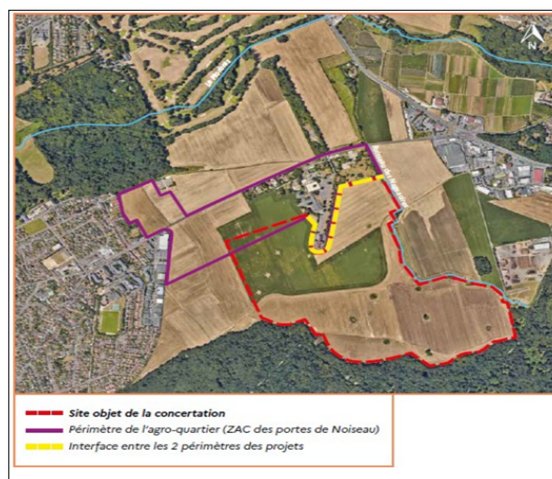 N
Site objet de la concertation
Périmètre de l'agro-quartier (ZAC des portes de Noiseau)
Interface entre les 2 périmètres des projets